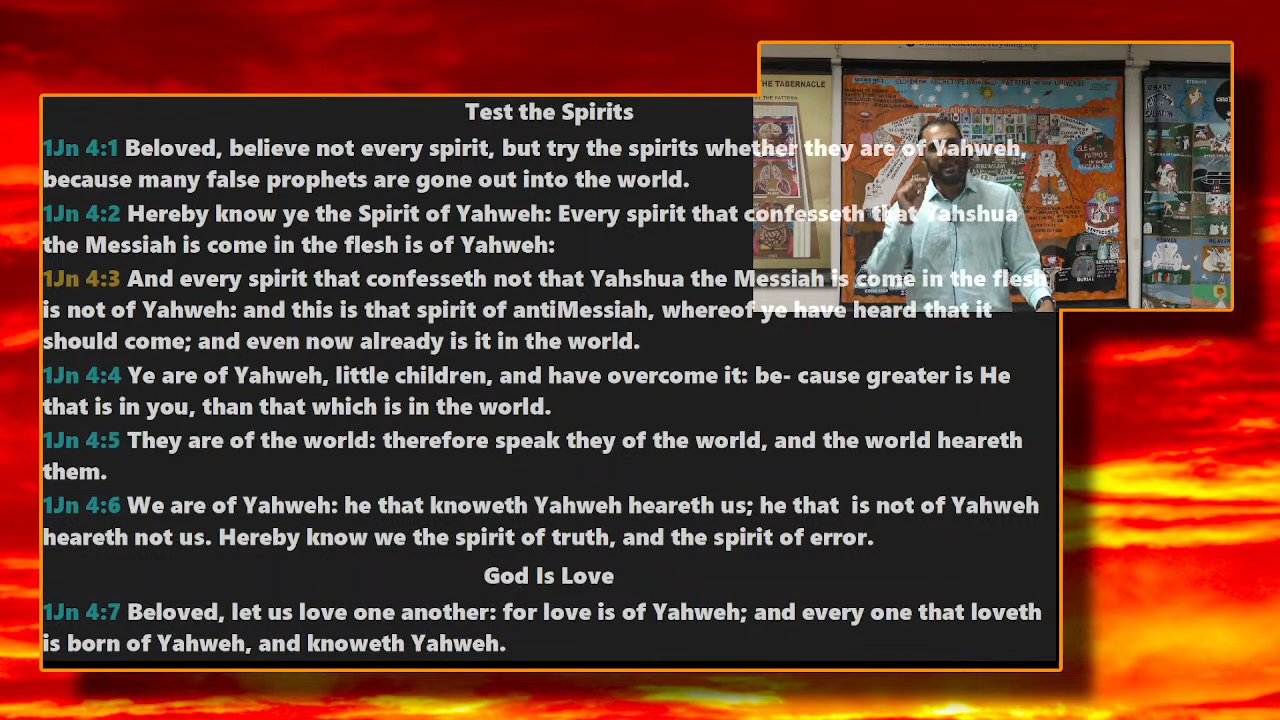 THE TABERNACLE
Test the Spirits
1Jn 4:1 Beloved, believe not every spirit, but try the spirits whether they are of Yahweh,
because many false prophets are gone out into the world.
1Jn 4:2 Hereby know ye the Spirit of Yahweh: Every spirit that confesseth that Yahshua
the Messiah is come in the flesh is of Yahweh:
1Jn 4:3 And every spirit that confesseth not that Yahshua the Messiah is come in the flesh
is not of Yahweh: and this is that spirit of antiMessiah, whereof ye have heard that it
should come; and even now already is it in the world.
1Jn 4:4 Ye are of Yahweh, little children, and have overcome it: be- cause greater is He
that is in you, than that which is in the world.
1Jn 4:5 They are of the world: therefore speak they of the world, and the world heareth
them.
1Jn 4:6 We are of Yahweh: he that knoweth Yahweh heareth us; he that  is not of Yahweh
heareth not us. Hereby know we the spirit of truth, and the spirit of error.
God Is Love
1Jn 4:7 Beloved, let us love one another: for love is of Yahweh; and every one that loveth
is born of Yahweh, and knoweth Yahweh.
ISLE of
PATMOS
IN THE
AEGEAN SEA
BURIAL